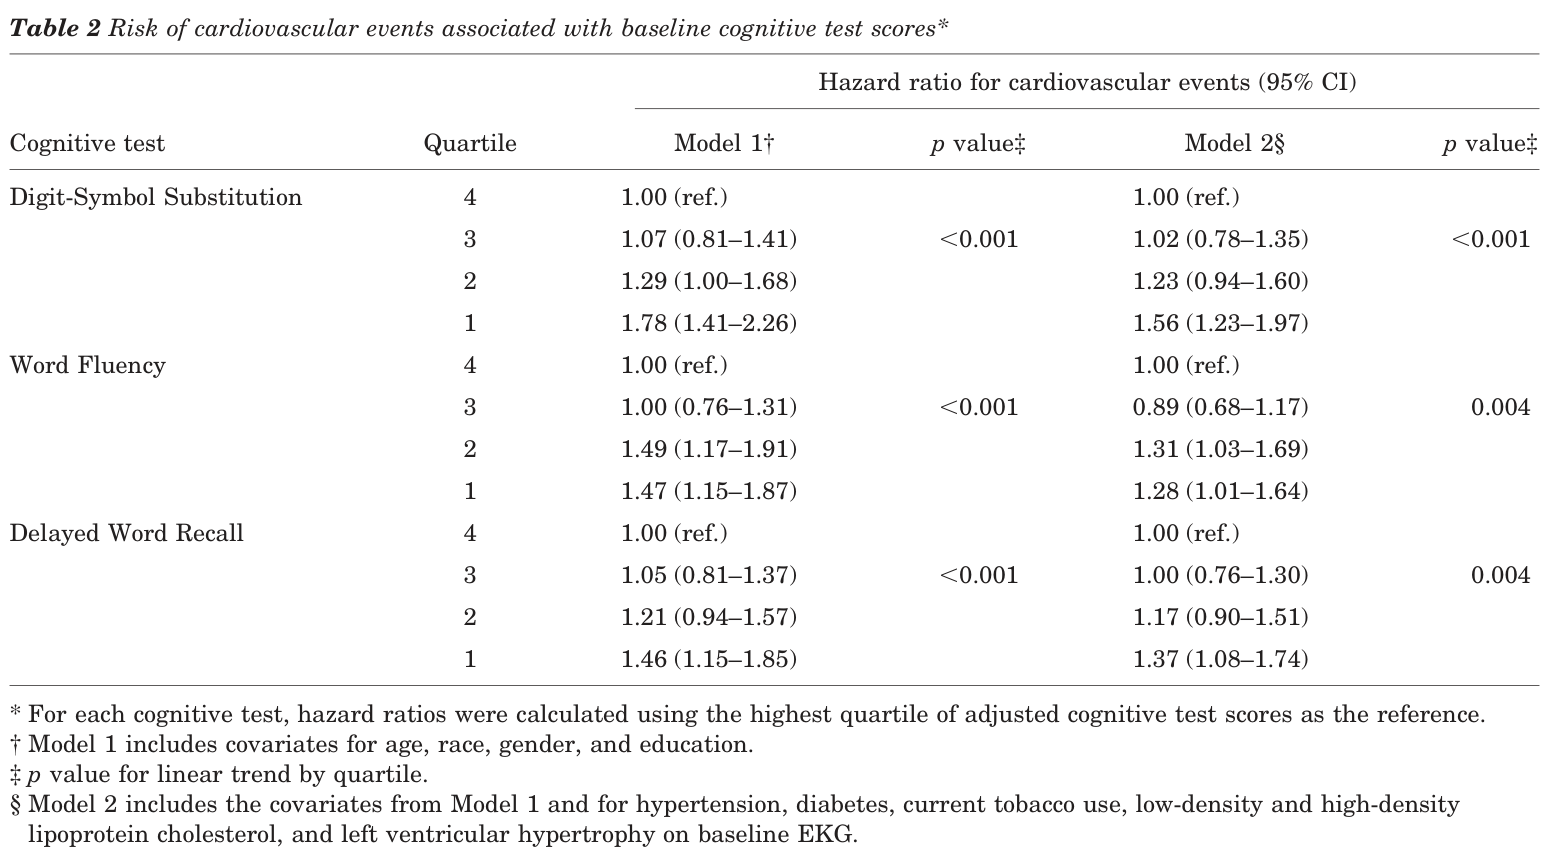 Table 2 Risk of cardiovascular events associated with baseline cognitive test scores*
Hazard ratio for cardiovascular events (95% CI)
Cognitive test Quartile Model 1† p value‡ Model 2§ p value‡
Digit-Symbol Substitution 4 1.00 (ref.) 1.00 (ref.)
3 1.07 (0.81–1.41) <0.001 1.02 (0.78–1.35) <0.001
2 1.29 (1.00–1.68) 1.23 (0.94–1.60)
1 1.78 (1.41–2.26) 1.56 (1.23–1.97)
Word Fluency 4 1.00 (ref.) 1.00 (ref.)
3 1.00 (0.76–1.31) <0.001 0.89 (0.68–1.17) 0.004
2 1.49 (1.17–1.91) 1.31 (1.03–1.69)
1 1.47 (1.15–1.87) 1.28 (1.01–1.64)
Delayed Word Recall 4 1.00 (ref.) 1.00 (ref.)
3 1.05 (0.81–1.37) <0.001 1.00 (0.76–1.30) 0.004
2 1.21 (0.94–1.57) 1.17 (0.90–1.51)
1 1.46 (1.15–1.85) 1.37 (1.08–1.74)
* For each cognitive test, hazard ratios were calculated using the highest quartile of adjusted cognitive test scores as the reference.
† Model 1 includes covariates for age, race, gender, and education.
‡ p value for linear trend by quartile.
§ Model 2 includes the covariates from Model 1 and for hypertension, diabetes, current tobacco use, low-density and high-density
lipoprotein cholesterol, and left ventricular hypertrophy on baseline EKG.